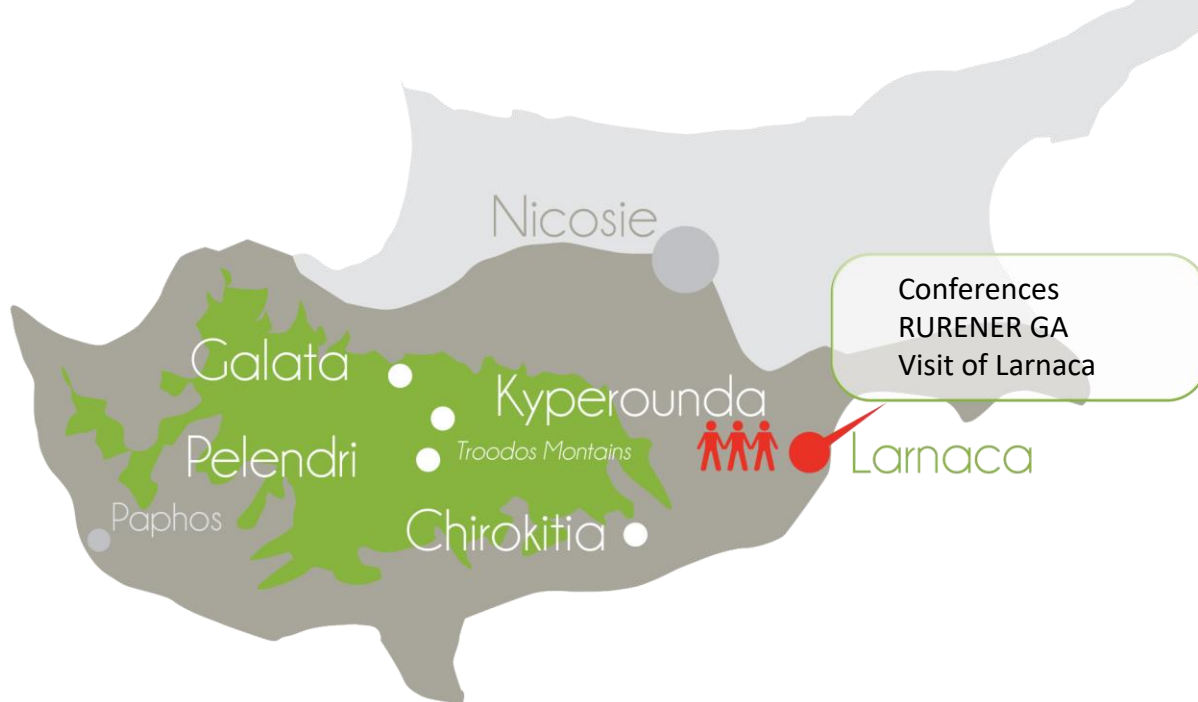 Nicosie
Conferences
RURENER GA
Visit of Larnaca
Galata
Kyperounda
Pelendri
Troodos Montains
Larnaca
Paphos
Chirokitia